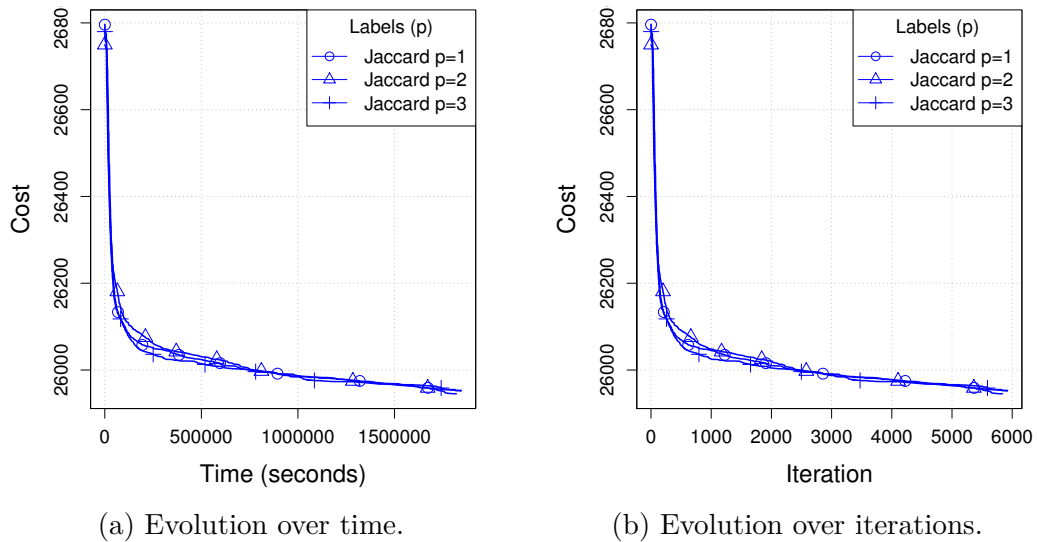 2680
26600
26400
26200
26000
Cost
Labels (p)
Jaccard p=1
Jaccard p=2
Jaccard p=3
0 500000 1000000 1500000
Time (seconds)
(a) Evolution over time.
2680
26600
26400
26200
26000
Cost
Labels (p)
Jaccard p=1
Jaccard p=2
Jaccard p=3
0 1000 2000 3000 4000 5000 6000
Iteration
(b) Evolution over iterations.